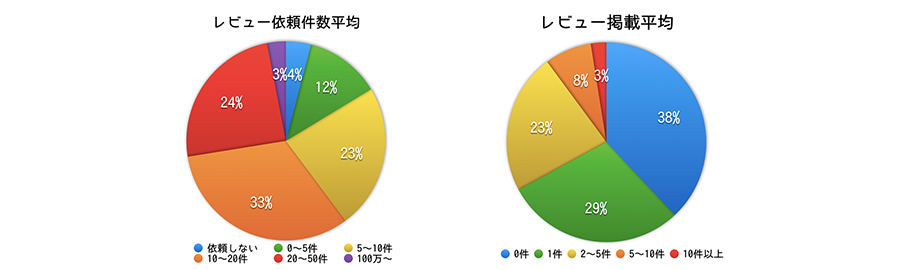 レビュー依頼件数平均
3%
4%
12%
24%
23%
33%
依頼しない 0〜5件 5〜10件
10〜20件 20〜50件 100万〜
レビュー掲載平均
3%
8%
38%
23%
29%
0件 1件 2〜5件 5〜10件 10件以上